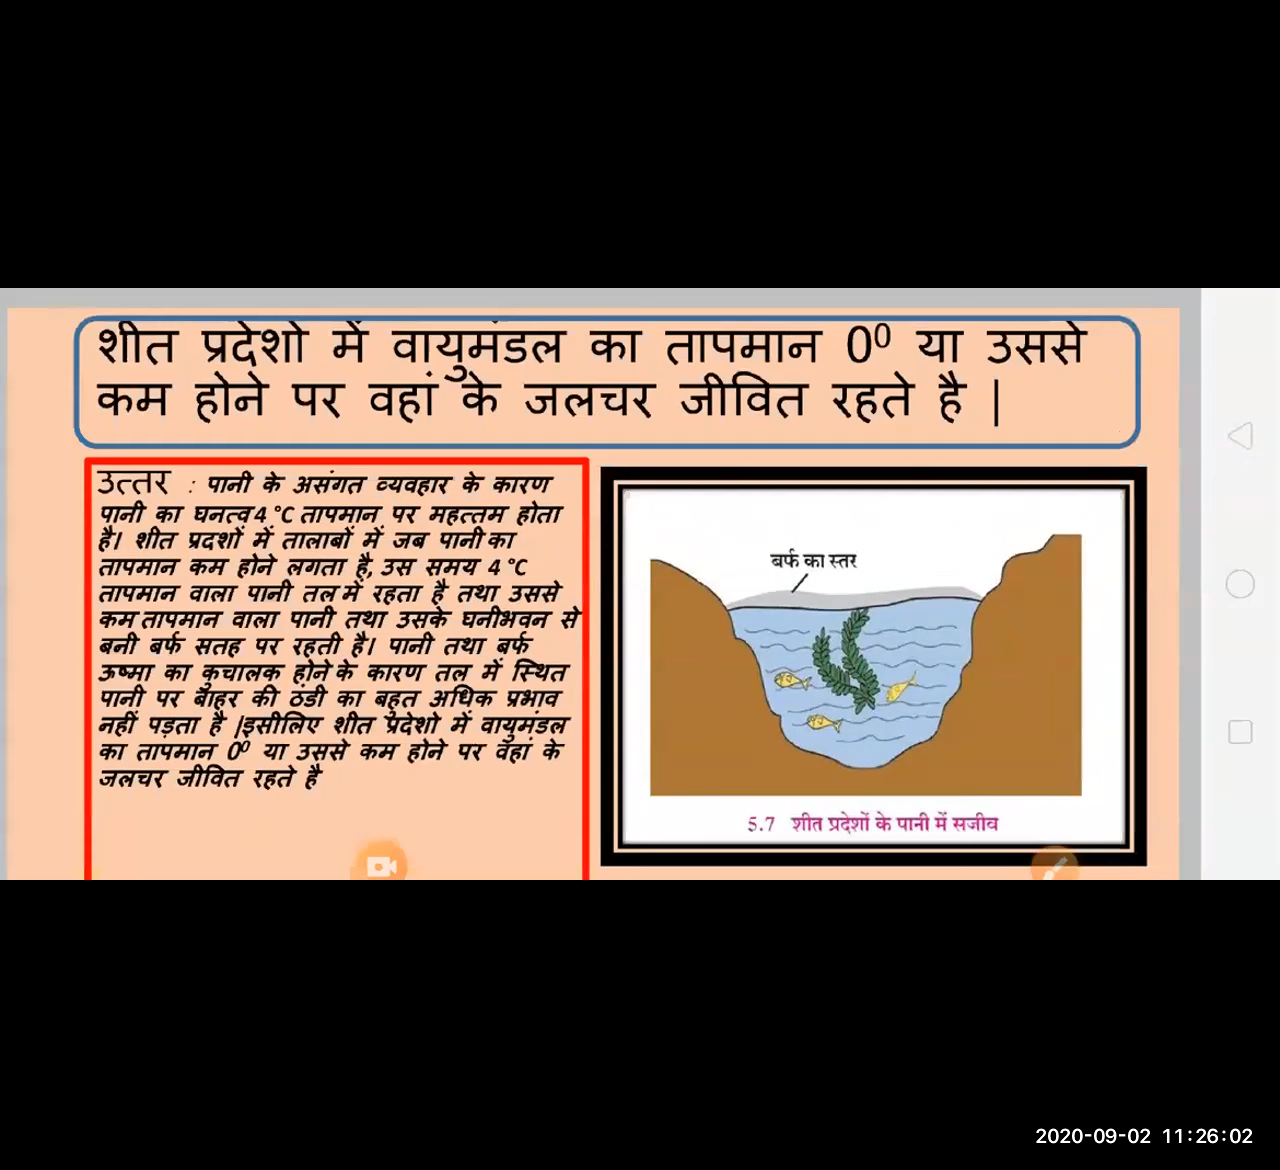 शीत प्रदेशो में वायुमंडल का तापमान 0⁰ या उससे
कम होने पर वहां के जलचर जीवित रहते है |
उत्तर : पानी के असंगत व्यवहार के कारण
पानी का घनत्व 4 °C तापमान पर महत्तम होता
है। शीत प्रदशों में तालाबों में जब पानी का
तापमान कम होने लगता है, उस समय 4 °C
तापमान वाला पानी तल में रहता है तथा उससे
कम तापमान वाला पानी तथा उसके घनीभवन से
बनी बर्फ सतह पर रहती है। पानी तथा बर्फ
ऊष्मा का कुचालक होने के कारण तल में स्थित
पानी पर बाहर की ठंडी का बहुत अधिक प्रभाव
नहीं पड़ता है |इसीलिए शीत प्रदेशो में वायुमंडल
का तापमान 0⁰ या उससे कम होने पर वहां के
जलचर जीवित रहते है
बर्फ का स्तर
5.7 शीत प्रदेशों के पानी में सजीव
2020-09-02 11:26:02